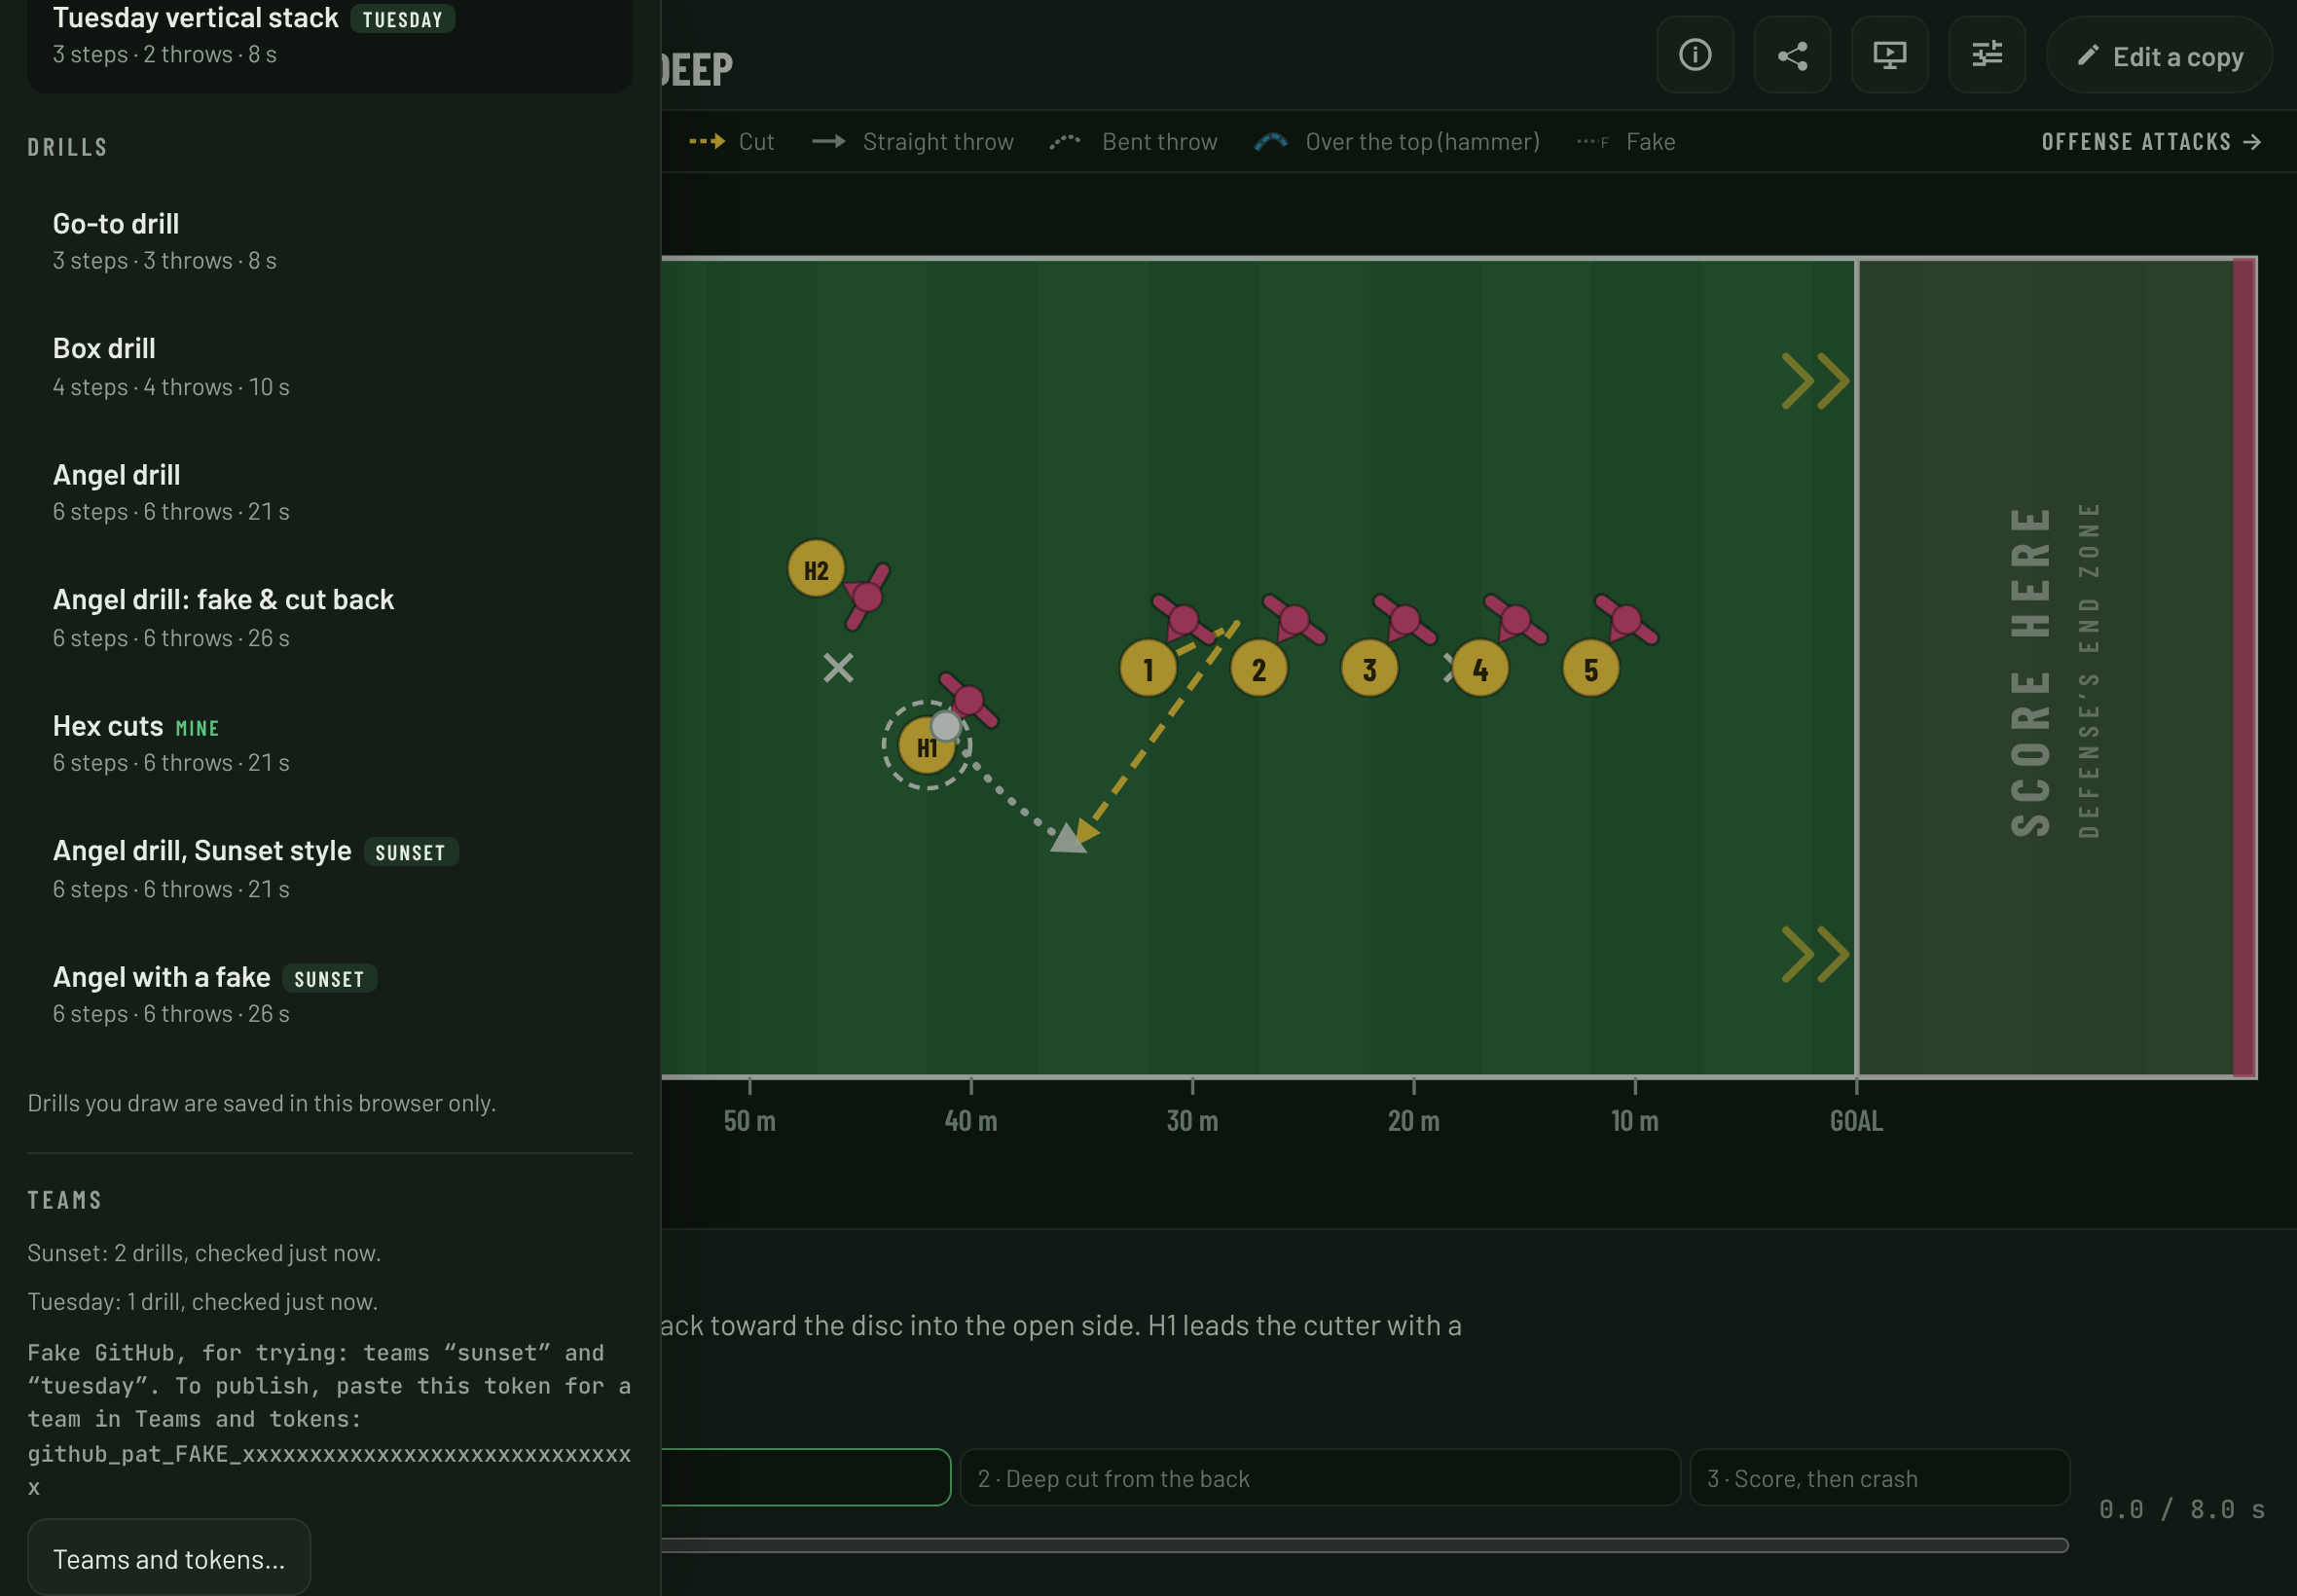 Tuesday vertical stack TUESDAY
3 steps · 2 throws · 8 s
DRILLS
Go-to drill
3 steps · 3 throws · 8 s
Box drill
4 steps · 4 throws · 10 s
Angel drill
6 steps · 6 throws · 21 s
Angel drill: fake & cut back
6 steps · 6 throws · 26 s
Hex cuts MINE
6 steps · 6 throws · 21 s
Angel drill, Sunset style SUNSET
6 steps · 6 throws · 21 s
Angel with a fake SUNSET
6 steps · 6 throws · 26 s
Drills you draw are saved in this browser only.
TEAMS
Sunset: 2 drills, checked just now.
Tuesday: 1 drill, checked just now.
Fake GitHub, for trying: teams “sunset” and
“tuesday”. To publish, paste this token for a
team in Teams and tokens:
github_pat_FAKE_xxxxxxxxxxxxxxxxxxxxxxxxxxxxx
x
Teams and tokens…
DEEP
Edit a copy
Cut
Straight throw
Bent throw
Over the top (hammer)
F Fake
OFFENSE ATTACKS →
H2
H1
1
2
3
4
5
SCORE HERE
DEFENSE’S END ZONE
50 m
40 m
30 m
20 m
10 m
GOAL
ack toward the disc into the open side. H1 leads the cutter with a
2 · Deep cut from the back
3 · Score, then crash
0.0 / 8.0 s